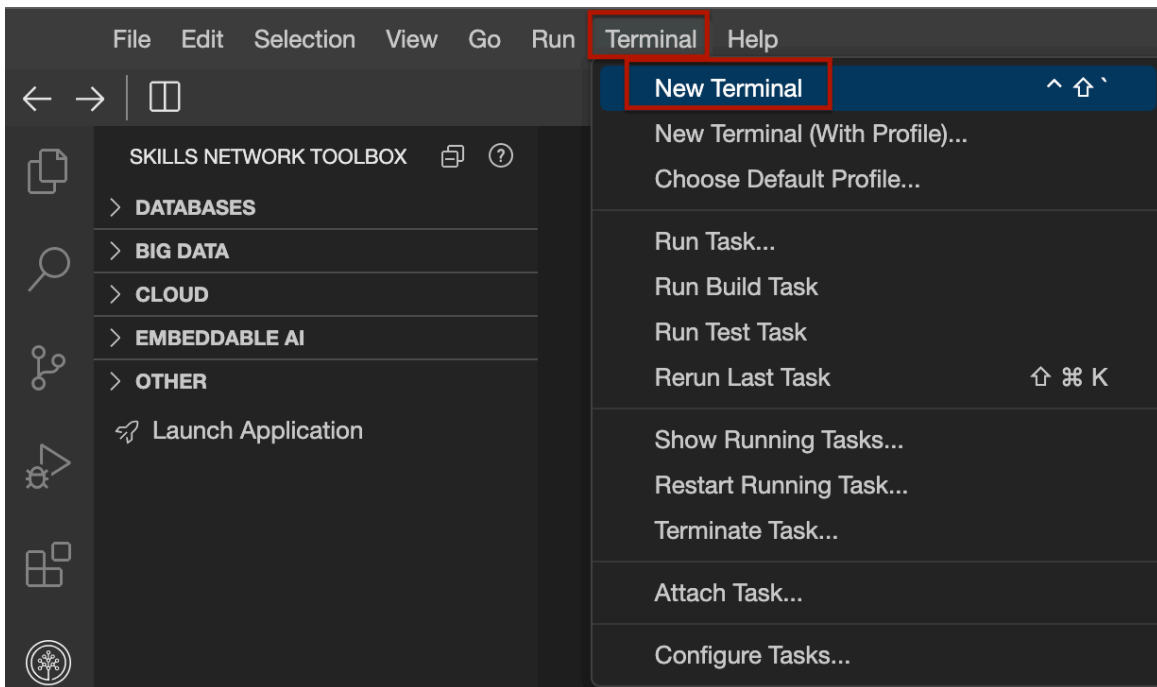 File Edit Selection View Go Run Terminal Help
New Terminal ^ ⇧ `
New Terminal (With Profile)...
Choose Default Profile...
SKILLS NETWORK TOOLBOX
DATABASES
BIG DATA
CLOUD
EMBEDDABLE AI
OTHER
Launch Application
Run Task...
Run Build Task
Run Test Task
Rerun Last Task ⇧ ⌘ K
Show Running Tasks...
Restart Running Task...
Terminate Task...
Attach Task...
Configure Tasks...